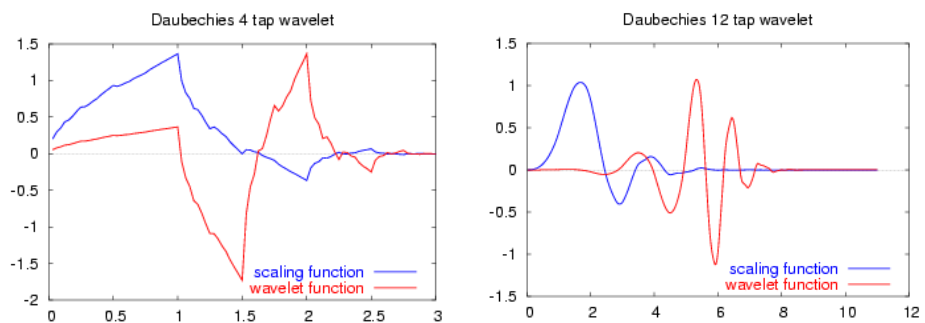 Daubechies 4 tap wavelet
1.5
1
0.5
0
-0.5
-1
-1.5
-2
scaling function
wavelet function
0 0.5 1 1.5 2 2.5 3
Daubechies 12 tap wavelet
1.5
1
0.5
0
-0.5
-1
-1.5
scaling function
wavelet function
0 2 4 6 8 10 12